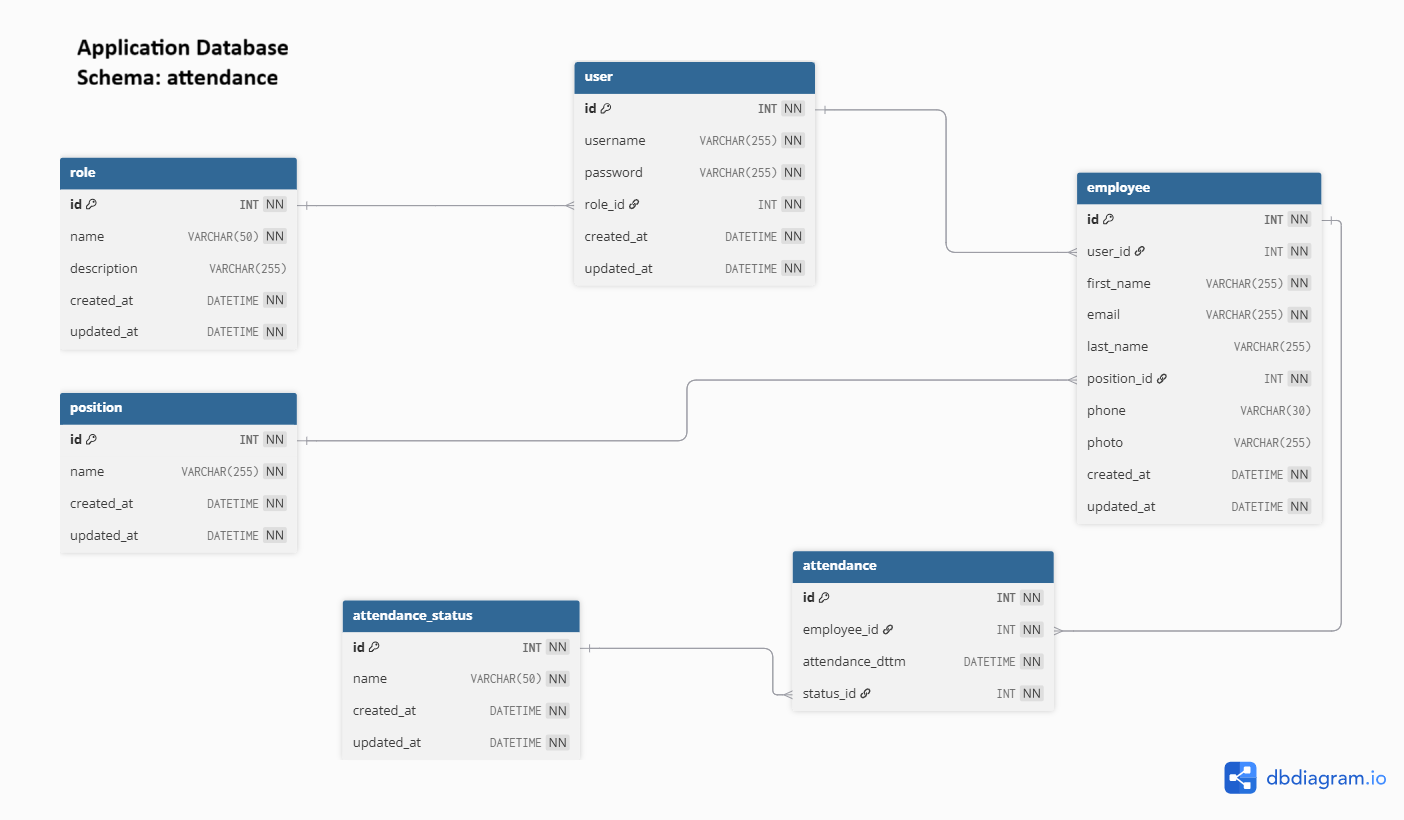 Application Database
Schema: attendance
role
id INT NN
name VARCHAR(50) NN
description VARCHAR(255)
created_at DATETIME NN
updated_at DATETIME NN
user
id INT NN
username VARCHAR(255) NN
password VARCHAR(255) NN
role_id INT NN
created_at DATETIME NN
updated_at DATETIME NN
employee
id INT NN
user_id INT NN
first_name VARCHAR(255) NN
email VARCHAR(255) NN
last_name VARCHAR(255)
position_id INT NN
phone VARCHAR(30)
photo VARCHAR(255)
created_at DATETIME NN
updated_at DATETIME NN
position
id INT NN
name VARCHAR(255) NN
created_at DATETIME NN
updated_at DATETIME NN
attendance_status
id INT NN
name VARCHAR(50) NN
created_at DATETIME NN
updated_at DATETIME NN
attendance
id INT NN
employee_id INT NN
attendance_dttm DATETIME NN
status_id INT NN
dbdiagram.io